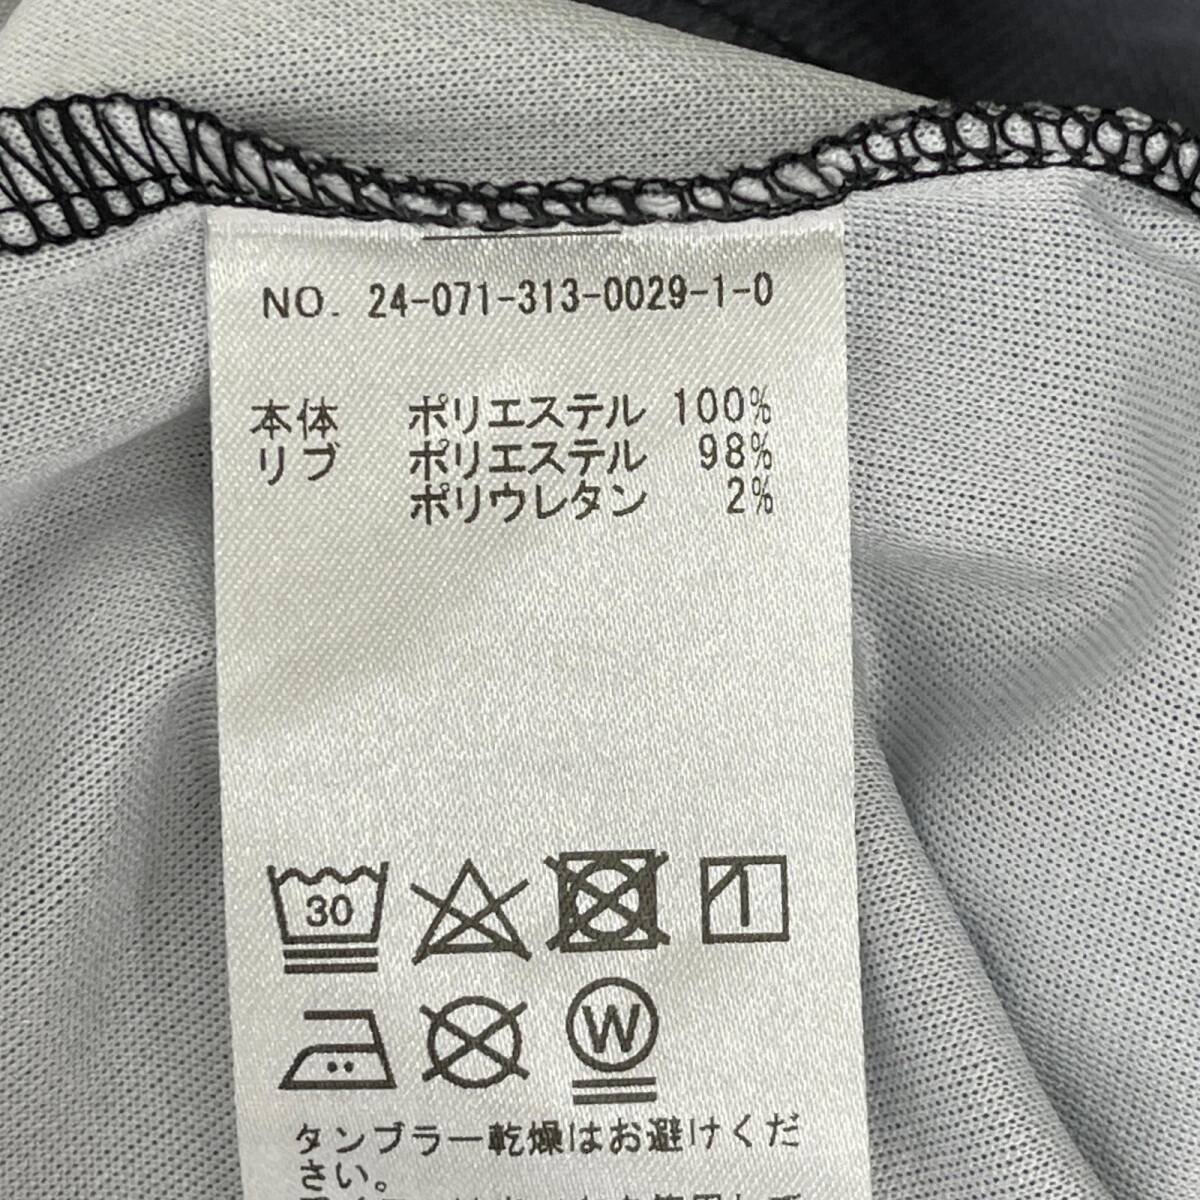 NO. 24-071-313-0029-1-0
本体 ポリエステル 100%
リブ ポリエステル 98%
ポリウレタン 2%
30
W
タンブラー乾燥はお避けくだ
さい。